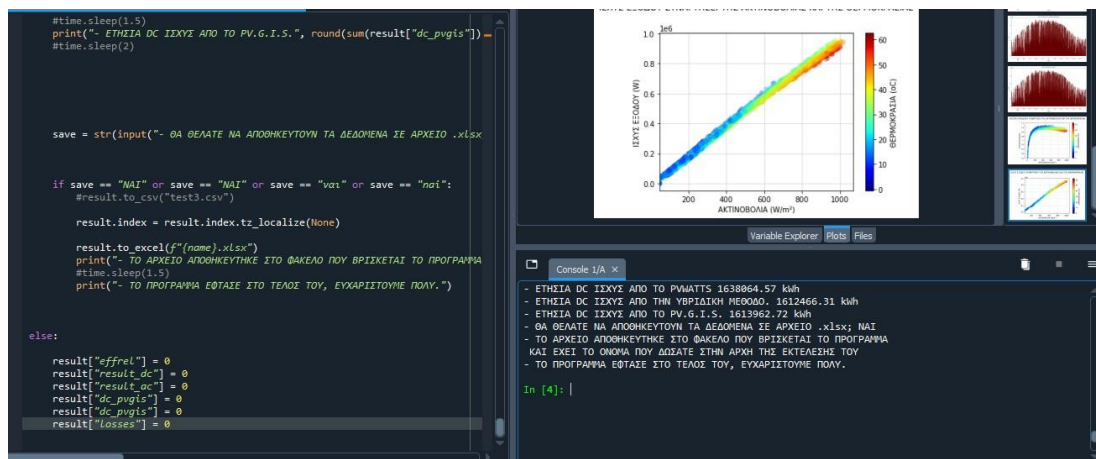 #time.sleep(1.5)
print("- ΕΤΗΣΙΑ DC ΙΣΧΥΣ ΑΠΟ ΤΟ PV.G.I.S.", round(sum(result["dc_pvgis"])
#time.sleep(2)
save = str(input("- ΘΑ ΘΕΛΑΤΕ ΝΑ ΑΠΟΘΗΚΕΥΤΟΥΝ ΤΑ ΔΕΔΟΜΕΝΑ ΣΕ ΑΡΧΕΙΟ .xlsx
if save == "ΝΑΙ" or save == "NAI" or save == "ναι" or save == "nai":
#result.to_csv("test3.csv")
result.index = result.index.tz_localize(None)
result.to_excel(f"{name}.xlsx")
print("- ΤΟ ΑΡΧΕΙΟ ΑΠΟΘΗΚΕΥΤΗΚΕ ΣΤΟ ΦΑΚΕΛΟ ΠΟΥ ΒΡΙΣΚΕΤΑΙ ΤΟ ΠΡΟΓΡΑΜΜΑ
#time.sleep(1.5)
print("- ΤΟ ΠΡΟΓΡΑΜΜΑ ΕΦΤΑΣΕ ΣΤΟ ΤΕΛΟΣ ΤΟΥ, ΕΥΧΑΡΙΣΤΟΥΜΕ ΠΟΛΥ.")
else:
result["effrel"] = 0
result["result_dc"] = 0
result["result_ac"] = 0
result["dc_pvgis"] = 0
result["dc_pvgis"] = 0
result["losses"] = 0
1e6
1.0
0.8
0.6
0.4
0.2
0.0
ΙΣΧΥΣ ΕΞΟΔΟΥ (W)
200 400 600 800 1000
ΑΚΤΙΝΟΒΟΛΙΑ (W/m²)
60
50
40
30
20
10
0
ΘΕΡΜΟΚΡΑΣΙΑ (oC)
Variable Explorer Plots Files
Console 1/A ×
- ΕΤΗΣΙΑ DC ΙΣΧΥΣ ΑΠΟ ΤΟ PVWATTS 1638064.57 kWh
- ΕΤΗΣΙΑ DC ΙΣΧΥΣ ΑΠΟ ΤΗΝ ΥΒΡΙΔΙΚΗ ΜΕΘΟΔΟ. 1612466.31 kWh
- ΕΤΗΣΙΑ DC ΙΣΧΥΣ ΑΠΟ ΤΟ PV.G.I.S. 1613962.72 kWh
- ΘΑ ΘΕΛΑΤΕ ΝΑ ΑΠΟΘΗΚΕΥΤΟΥΝ ΤΑ ΔΕΔΟΜΕΝΑ ΣΕ ΑΡΧΕΙΟ .xlsx; ΝΑΙ
- ΤΟ ΑΡΧΕΙΟ ΑΠΟΘΗΚΕΥΤΗΚΕ ΣΤΟ ΦΑΚΕΛΟ ΠΟΥ ΒΡΙΣΚΕΤΑΙ ΤΟ ΠΡΟΓΡΑΜΜΑ
ΚΑΙ ΕΧΕΙ ΤΟ ΟΝΟΜΑ ΠΟΥ ΔΩΣΑΤΕ ΣΤΗΝ ΑΡΧΗ ΤΗΣ ΕΚΤΕΛΕΣΗΣ ΤΟΥ
- ΤΟ ΠΡΟΓΡΑΜΜΑ ΕΦΤΑΣΕ ΣΤΟ ΤΕΛΟΣ ΤΟΥ, ΕΥΧΑΡΙΣΤΟΥΜΕ ΠΟΛΥ.
In [4]: